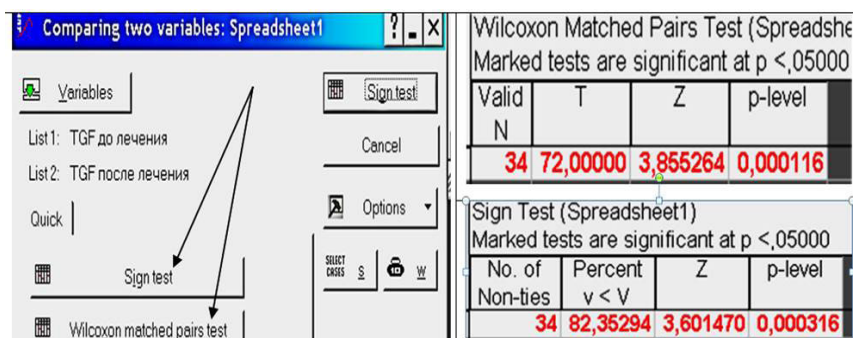 Comparing two variables: Spreadsheet1
Variables
Sign test
List 1: TGF до лечения
Cancel
List 2: TGF после лечения
Quick
Options
Sign test
SELECT CASES S W
Wilcoxon matched pairs test
Wilcoxon Matched Pairs Test (Spreadshe
Marked tests are significant at p <,05000
Valid N T Z p-level
34 72,00000 3,855264 0,000116
Sign Test (Spreadsheet1)
Marked tests are significant at p <,05000
No. of Non-ties Percent v < V Z p-level
34 82,35294 3,601470 0,000316